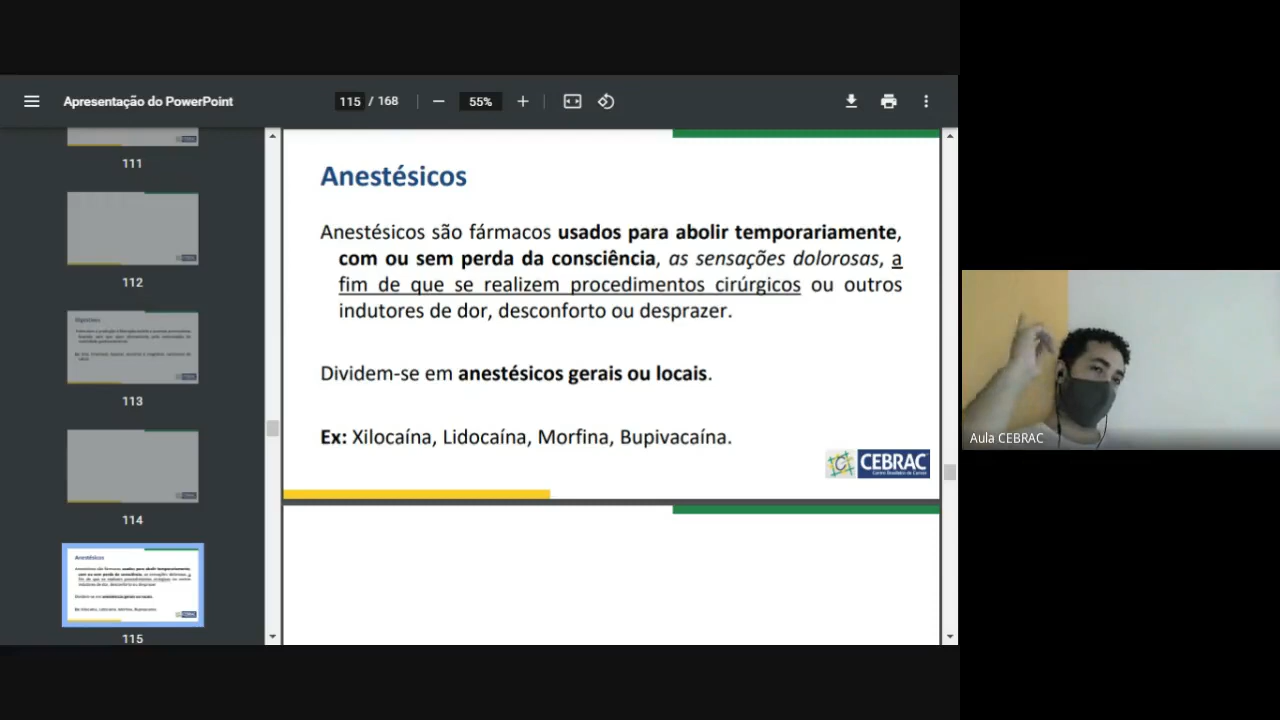 Apresentação do PowerPoint
115 / 168
55%
111
112
113
114
Anestésicos
115
Anestésicos
Anestésicos são fármacos usados para abolir temporariamente,
com ou sem perda da consciência, as sensações dolorosas, a
fim de que se realizem procedimentos cirúrgicos ou outros
indutores de dor, desconforto ou desprazer.
Dividem-se em anestésicos gerais ou locais.
Ex: Xilocaína, Lidocaína, Morfina, Bupivacaína.
CEBRAC
Aula CEBRAC